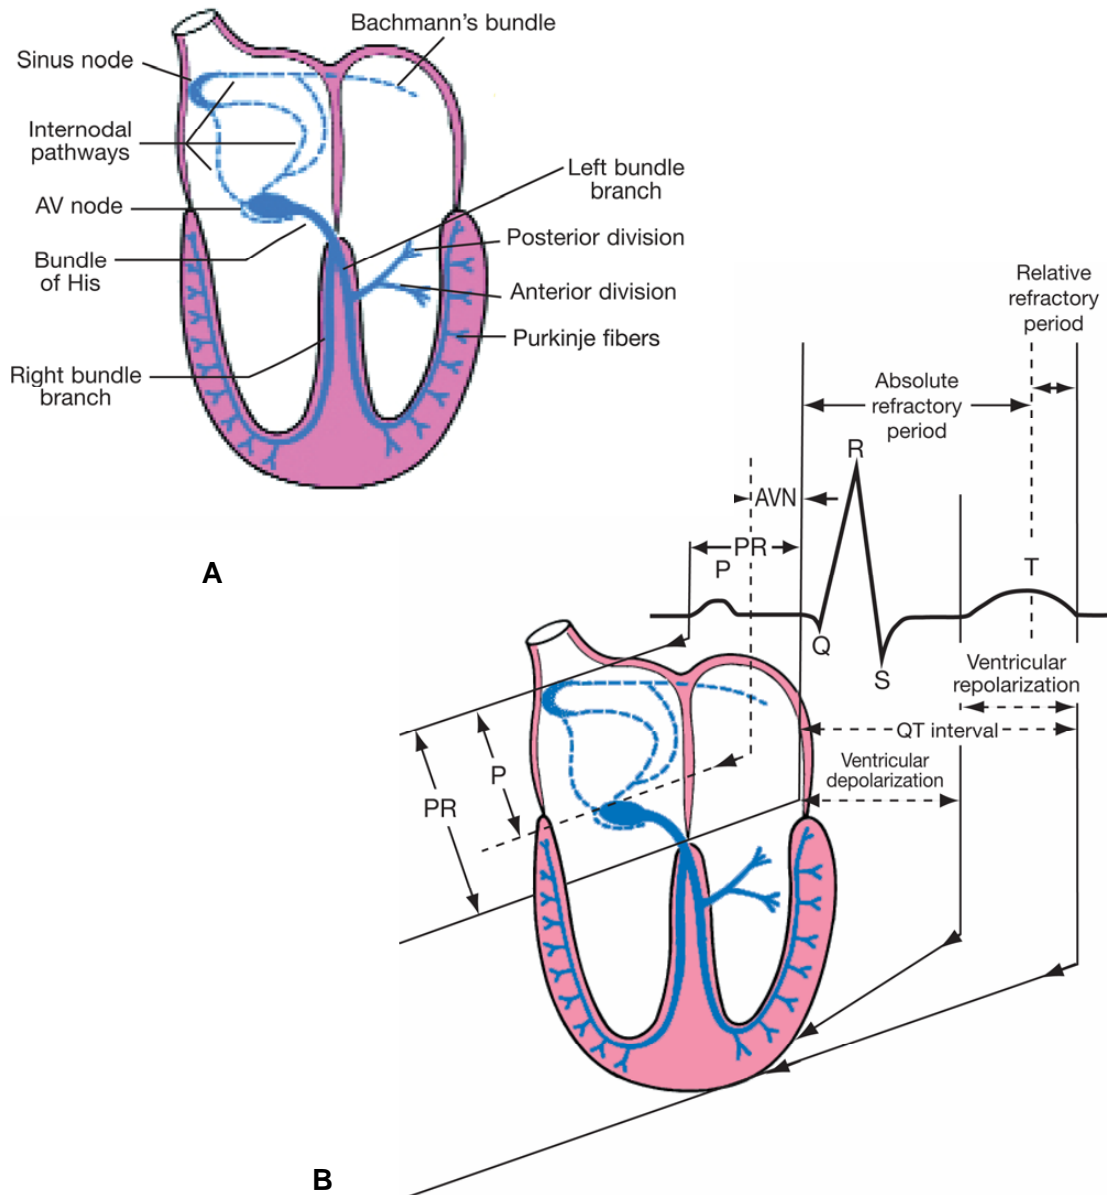 Bachmann's bundle
Sinus node
Internodal
pathways
Left bundle
branch
AV node
Posterior division
Bundle
of His
Anterior division
Purkinje fibers
Right bundle
branch
A
Relative
refractory
period
Absolute
refractory
period
R
AVN
PR
P
T
Q
S
Ventricular
repolarization
QT interval
Ventricular
depolarization
P
PR
B